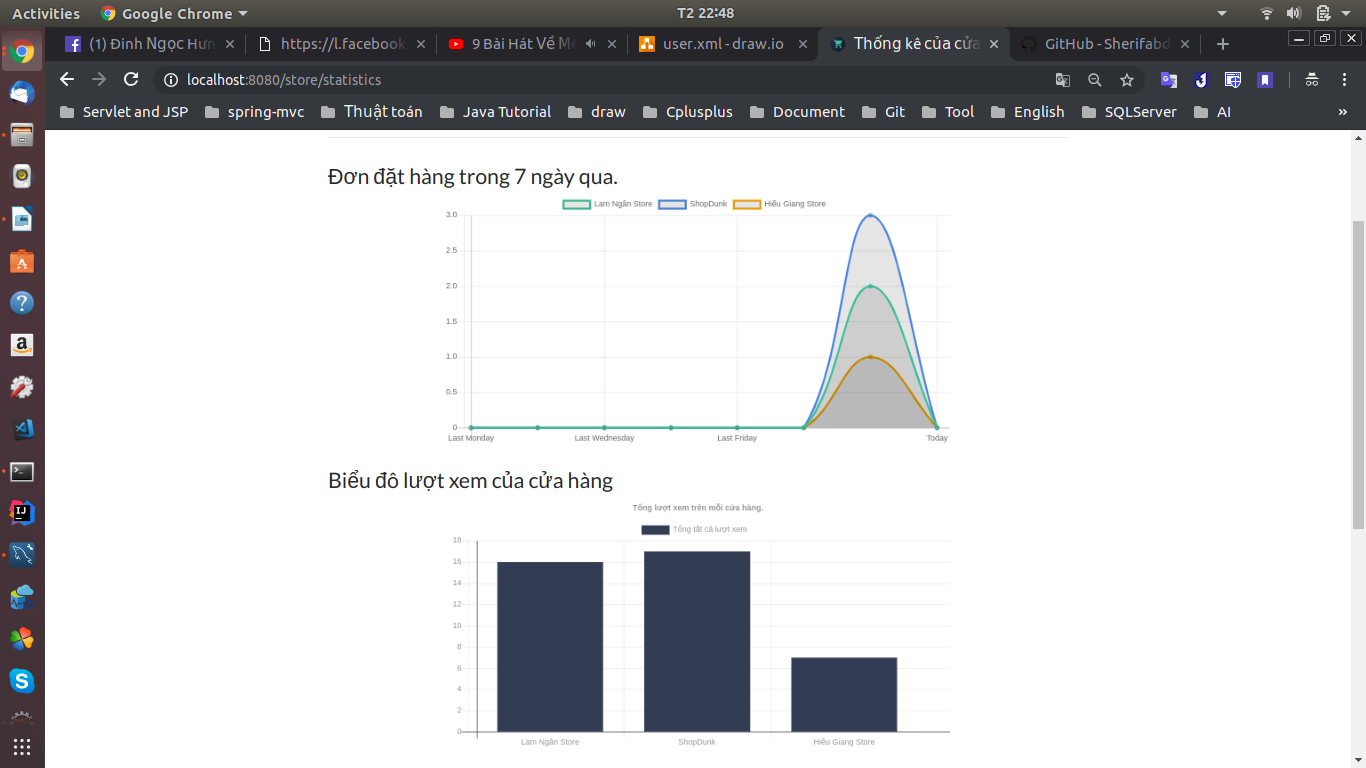 Activities Google Chrome T2 22:48
(1) Đinh Ngọc Hưn https://l.facebook 9 Bài Hát Về Mẹ user.xml - draw.io Thống kê của cửa GitHub - Sherifabd
localhost:8080/store/statistics
Servlet and JSP spring-mvc Thuật toán Java Tutorial draw Cplusplus Document Git Tool English SQLServer AI »
Đơn đặt hàng trong 7 ngày qua.
Lam Ngân Store ShopDunk Hiếu Giang Store
3.0
2.5
2.0
1.5
1.0
0.5
0
Last Monday Last Wednesday Last Friday Today
Biểu đô lượt xem của cửa hàng
Tổng lượt xem trên mỗi cửa hàng.
Tổng tất cả lượt xem
18
16
14
12
10
8
6
4
2
0
Lam Ngân Store ShopDunk Hiếu Giang Store